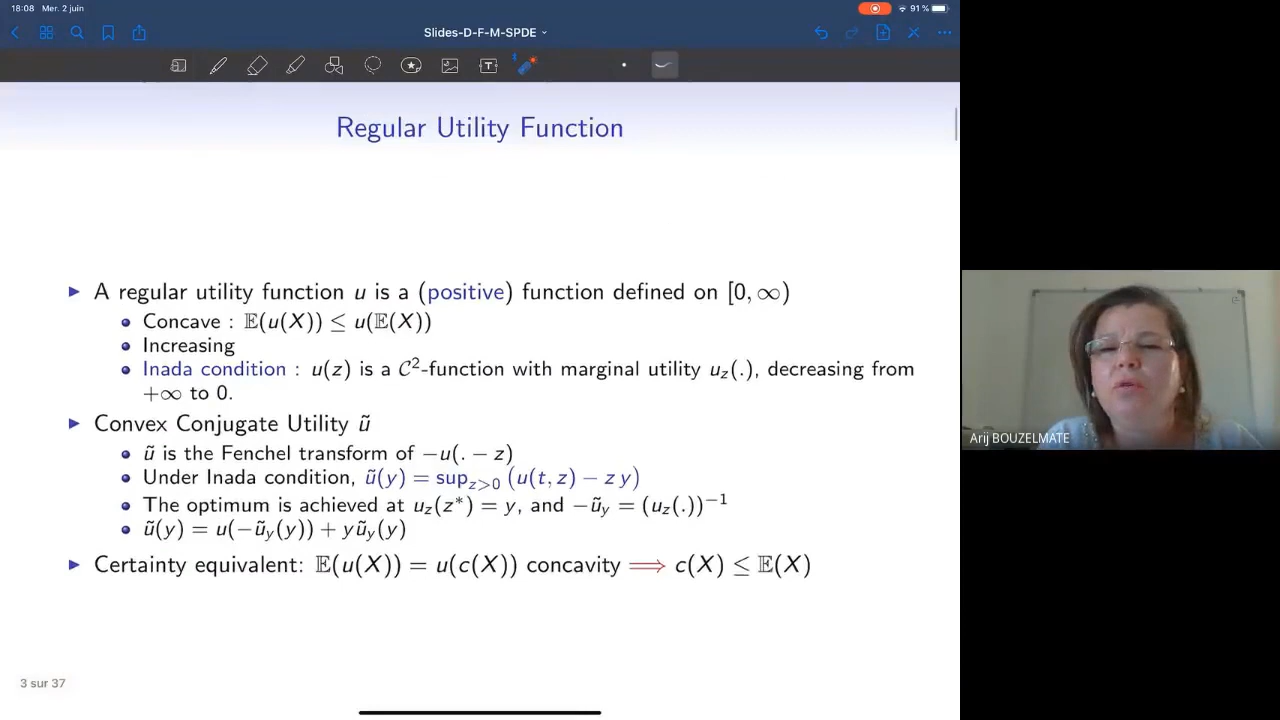 18:08 Mer. 2 juin
91 %
Slides-D-F-M-SPDE
T
Regular Utility Function
A regular utility function u is a (positive) function defined on [0, ∞)
Concave : 𝔼(u(X)) ≤ u(𝔼(X))
Increasing
Inada condition : u(z) is a 𝒞²-function with marginal utility u_z(.), decreasing from
+∞ to 0.
Convex Conjugate Utility ũ
ũ is the Fenchel transform of −u(. − z)
Under Inada condition, ũ(y) = sup_{z>0} (u(t, z) − z y)
The optimum is achieved at u_z(z*) = y, and −ũ_y = (u_z(.))⁻¹
ũ(y) = u(−ũ_y(y)) + yũ_y(y)
Certainty equivalent: 𝔼(u(X)) = u(c(X)) concavity ⟹ c(X) ≤ 𝔼(X)
3 sur 37
Arij BOUZELMATE